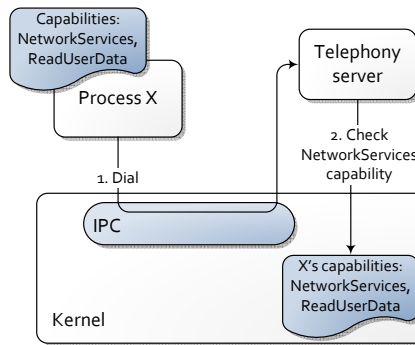 Capabilities:
NetworkServices,
ReadUserData
Process X
Telephony
server
1. Dial
2. Check
NetworkServices
capability
IPC
X's capabilities:
NetworkServices,
ReadUserData
Kernel